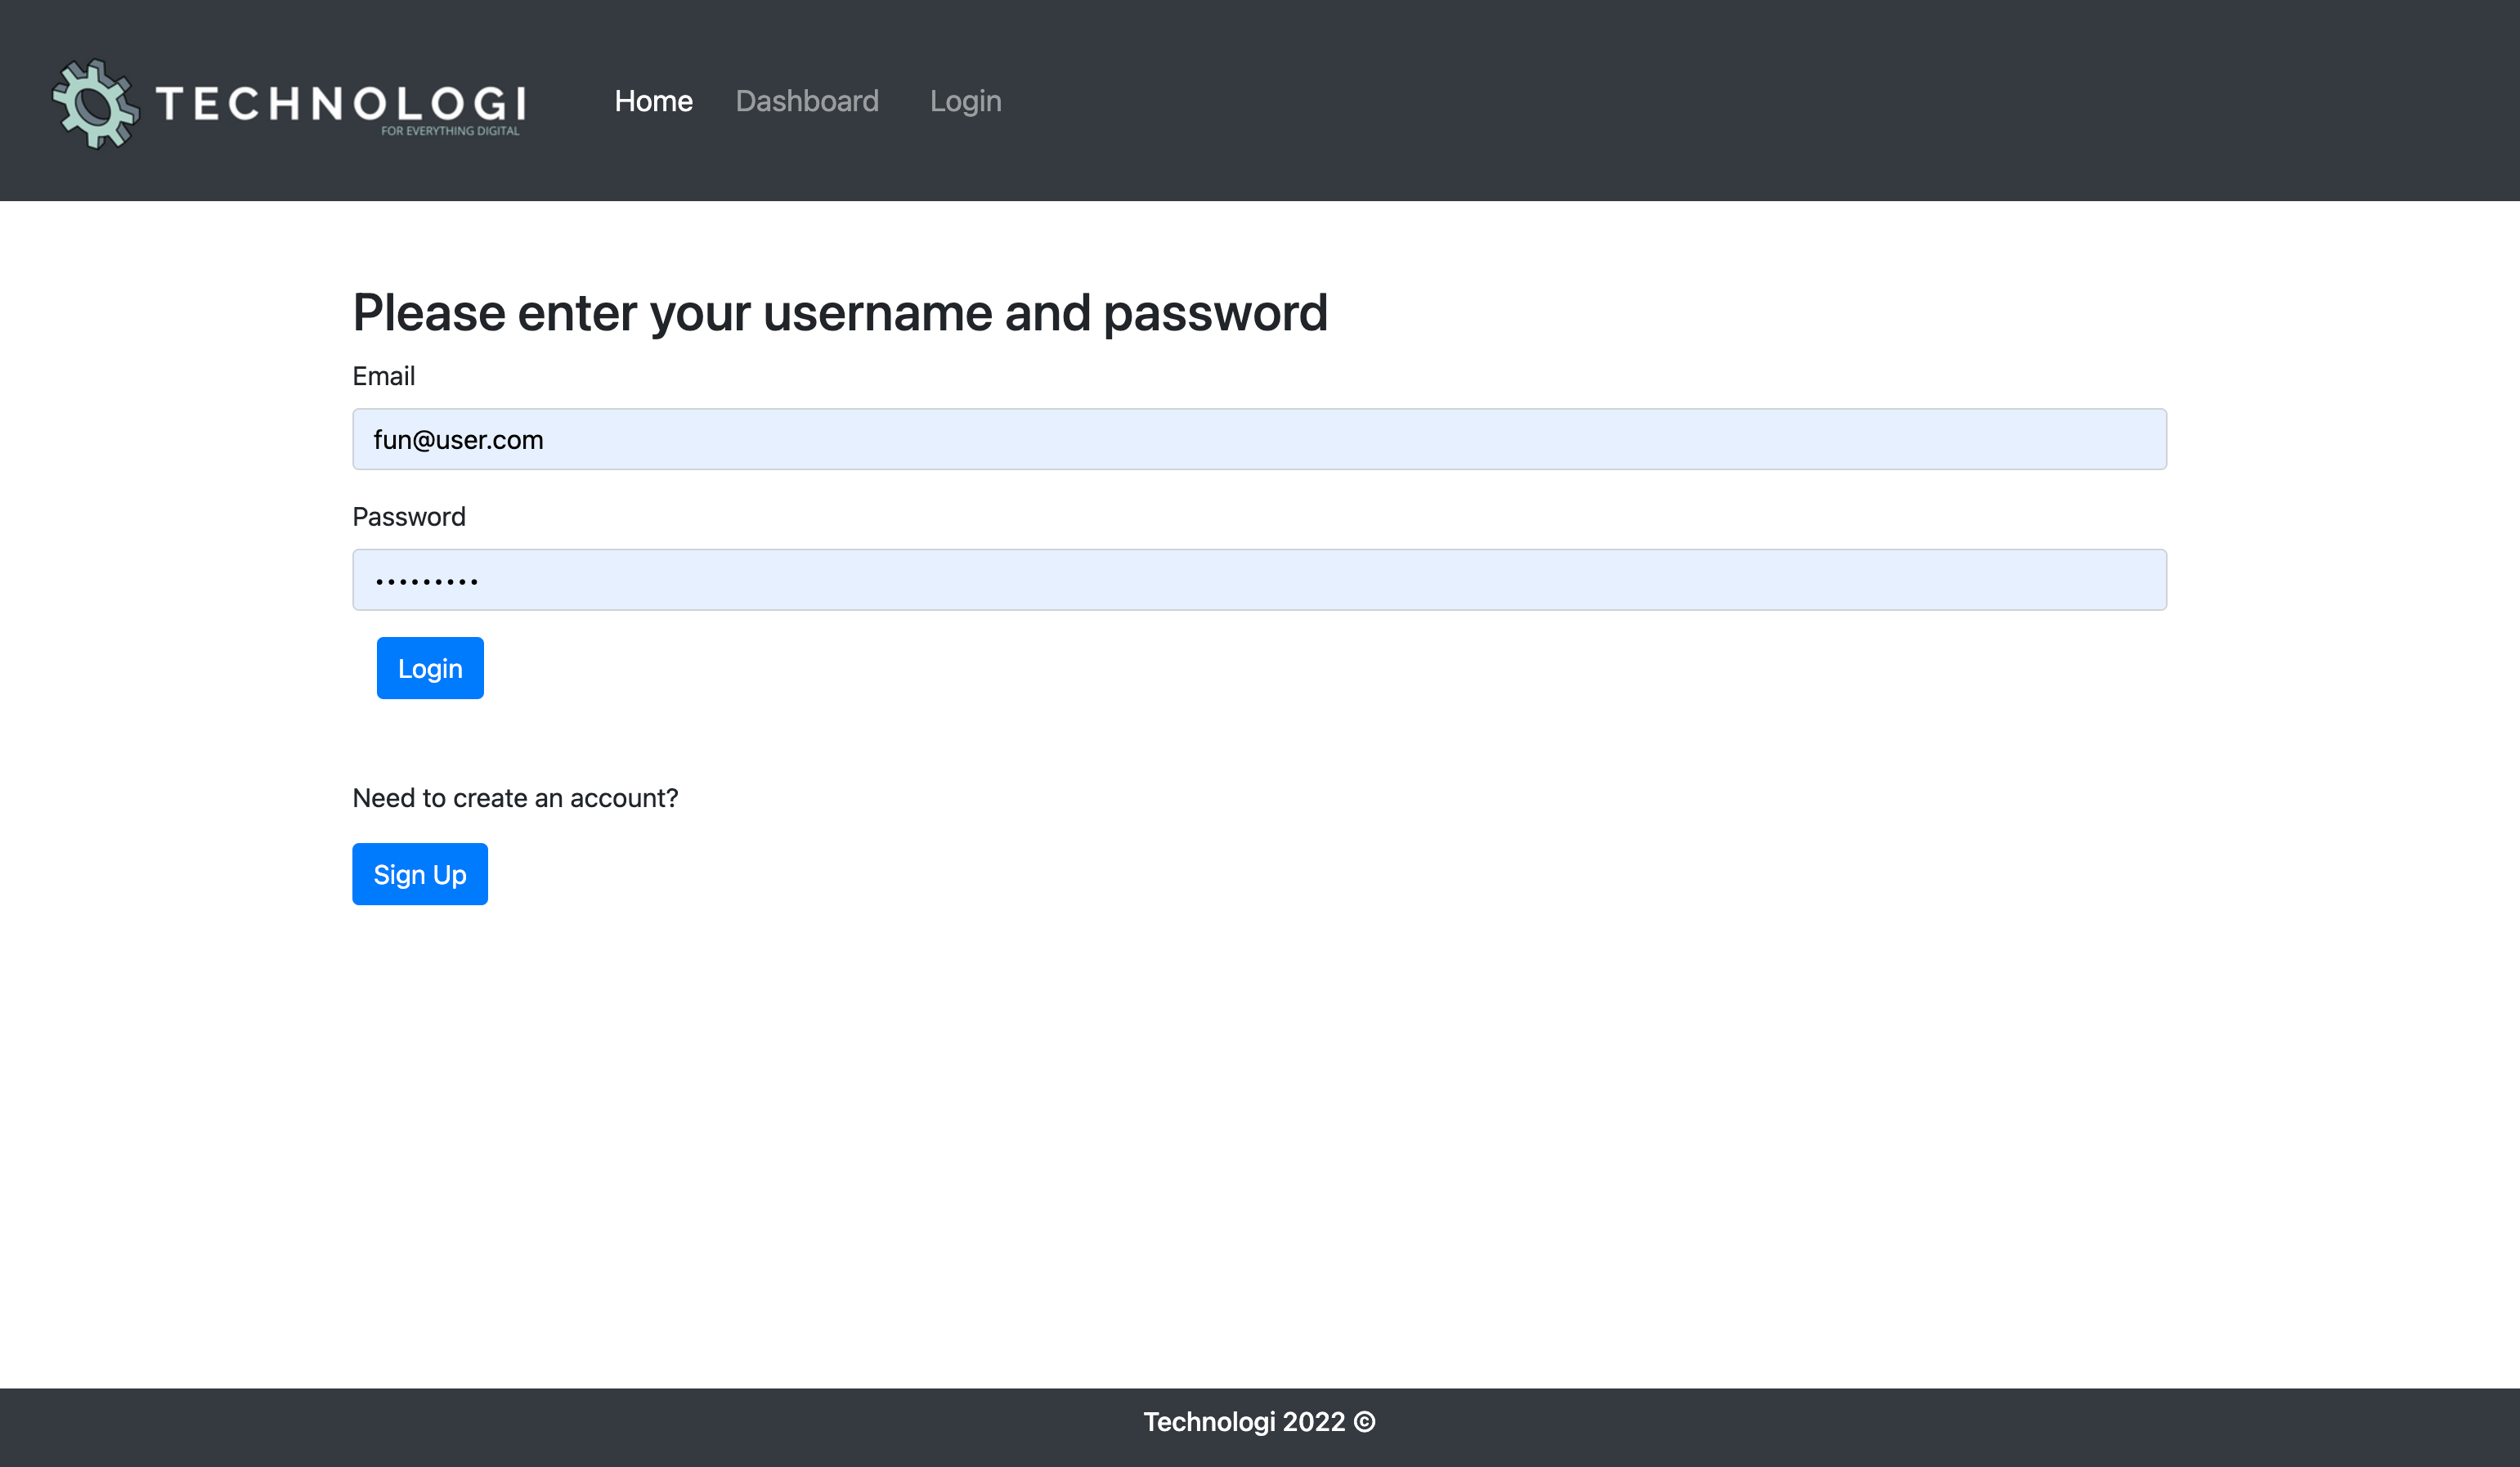 TECHNOLOGI
FOR EVERYTHING DIGITAL
Home Dashboard Login
Please enter your username and password
Email
fun@user.com
Password
•••••••••
Login
Need to create an account?
Sign Up
Technologi 2022 ©